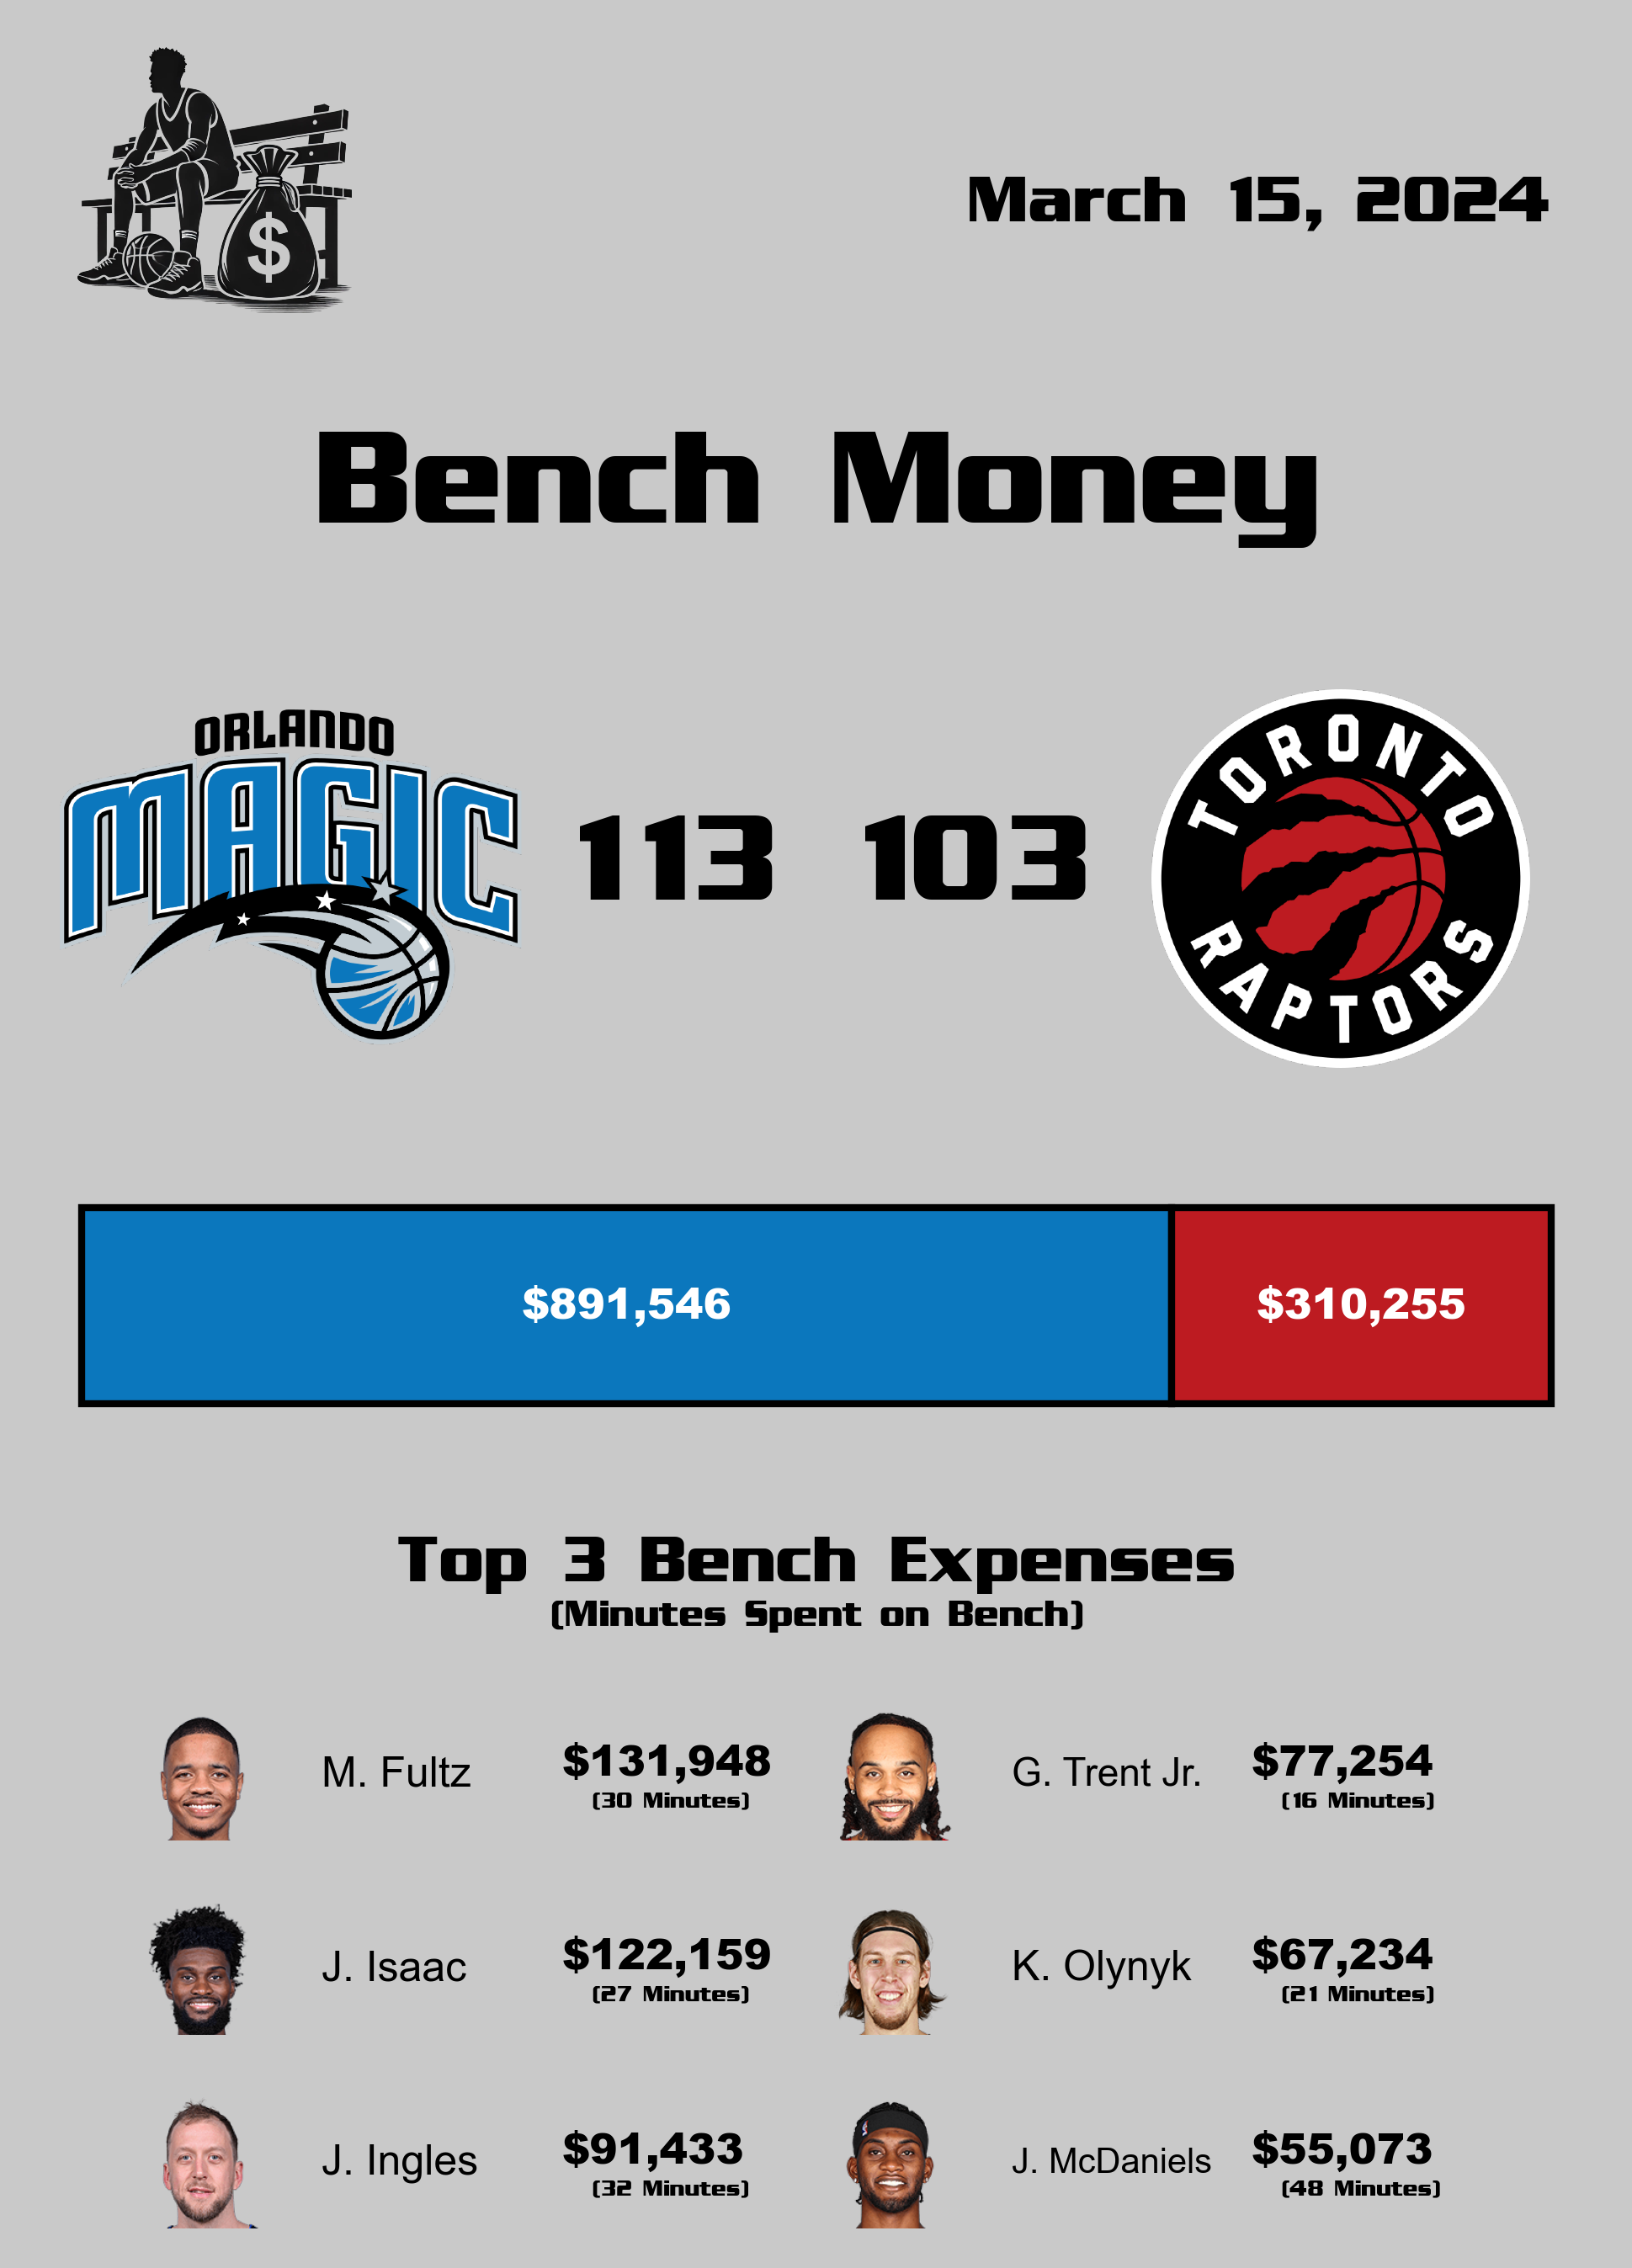 $
March 15, 2024
Bench Money
ORLANDO
MAGIC
113 103
TORONTO
RAPTORS
$891,546 $310,255
Top 3 Bench Expenses
(Minutes Spent on Bench)
M. Fultz $131,948
(30 Minutes)
G. Trent Jr. $77,254
(16 Minutes)
J. Isaac $122,159
(27 Minutes)
K. Olynyk $67,234
(21 Minutes)
J. Ingles $91,433
(32 Minutes)
J. McDaniels $55,073
(48 Minutes)